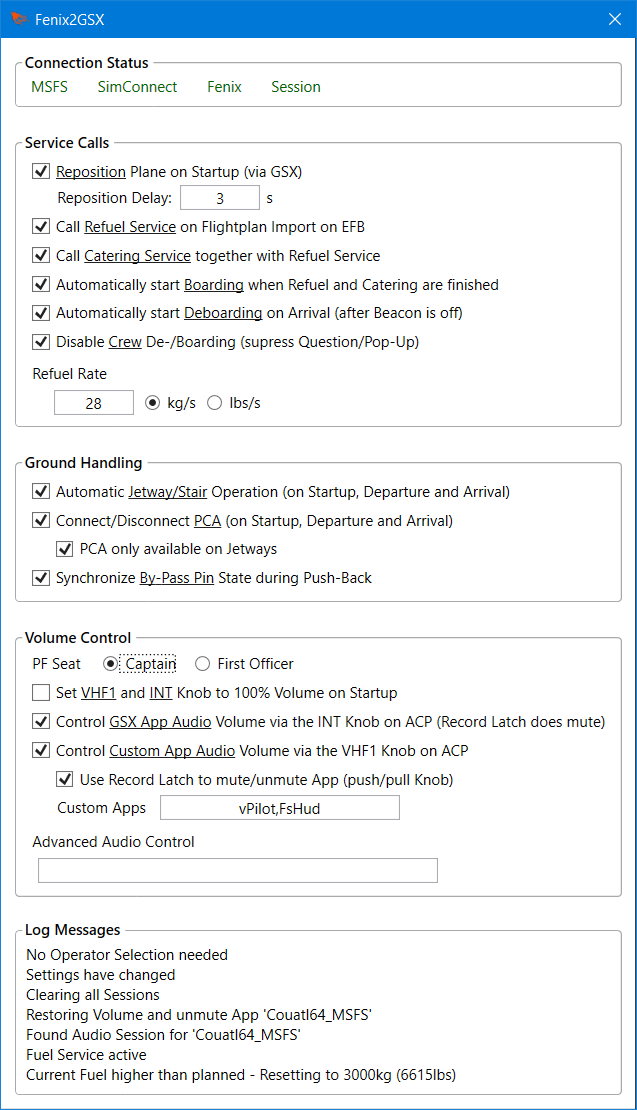 Fenix2GSX
Connection Status
MSFS SimConnect Fenix Session
Service Calls
Reposition Plane on Startup (via GSX)
Reposition Delay: 3 s
Call Refuel Service on Flightplan Import on EFB
Call Catering Service together with Refuel Service
Automatically start Boarding when Refuel and Catering are finished
Automatically start Deboarding on Arrival (after Beacon is off)
Disable Crew De-/Boarding (supress Question/Pop-Up)
Refuel Rate
28 kg/s lbs/s
Ground Handling
Automatic Jetway/Stair Operation (on Startup, Departure and Arrival)
Connect/Disconnect PCA (on Startup, Departure and Arrival)
PCA only available on Jetways
Synchronize By-Pass Pin State during Push-Back
Volume Control
PF Seat Captain First Officer
Set VHF1 and INT Knob to 100% Volume on Startup
Control GSX App Audio Volume via the INT Knob on ACP (Record Latch does mute)
Control Custom App Audio Volume via the VHF1 Knob on ACP
Use Record Latch to mute/unmute App (push/pull Knob)
Custom Apps vPilot,FsHud
Advanced Audio Control
Log Messages
No Operator Selection needed
Settings have changed
Clearing all Sessions
Restoring Volume and unmute App 'Couatl64_MSFS'
Found Audio Session for 'Couatl64_MSFS'
Fuel Service active
Current Fuel higher than planned - Resetting to 3000kg (6615lbs)